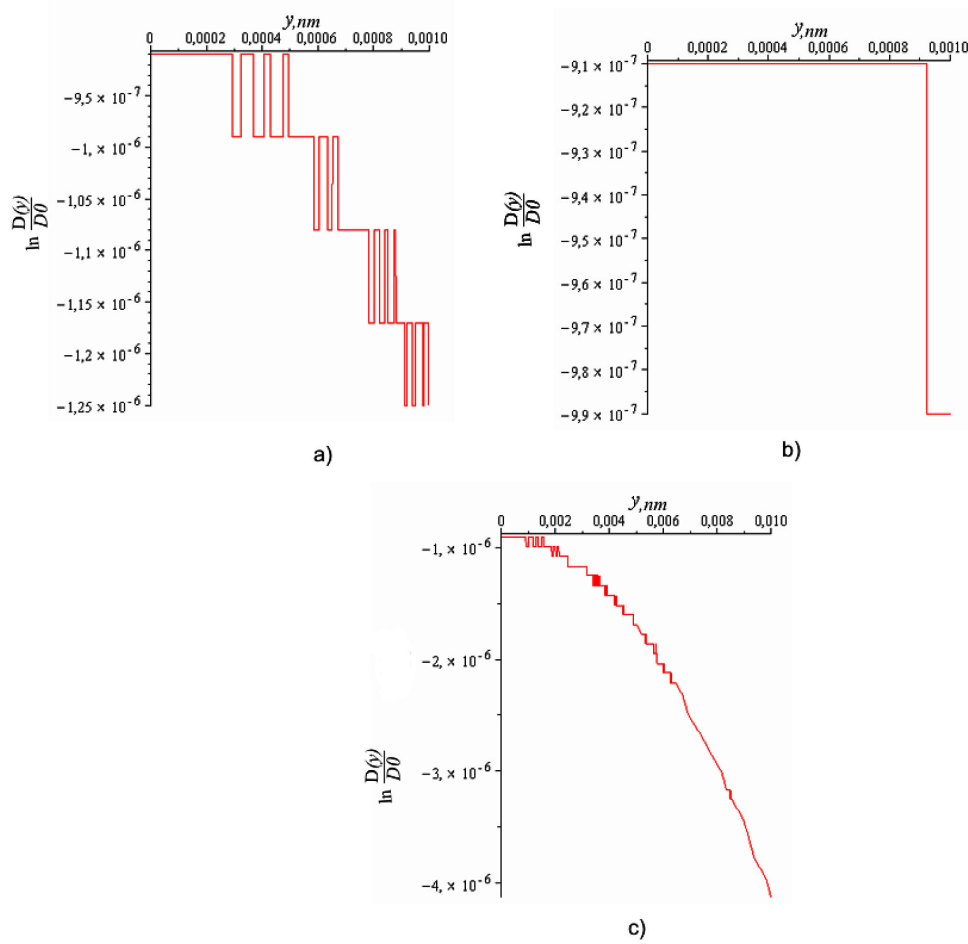 y,nm
0 0,0002 0,0004 0,0006 0,0008 0,0010
−9,5 × 10⁻⁷
−1, × 10⁻⁶
−1,05 × 10⁻⁶
−1,1 × 10⁻⁶
−1,15 × 10⁻⁶
−1,2 × 10⁻⁶
−1,25 × 10⁻⁶
ln D(y)/D0
a)
y,nm
0 0,0002 0,0004 0,0006 0,0008 0,0010
−9,1 × 10⁻⁷
−9,2 × 10⁻⁷
−9,3 × 10⁻⁷
−9,4 × 10⁻⁷
−9,5 × 10⁻⁷
−9,6 × 10⁻⁷
−9,7 × 10⁻⁷
−9,8 × 10⁻⁷
−9,9 × 10⁻⁷
ln D(y)/D0
b)
y,nm
0 0,002 0,004 0,006 0,008 0,010
−1, × 10⁻⁶
−2, × 10⁻⁶
−3, × 10⁻⁶
−4, × 10⁻⁶
ln D(y)/D0
c)